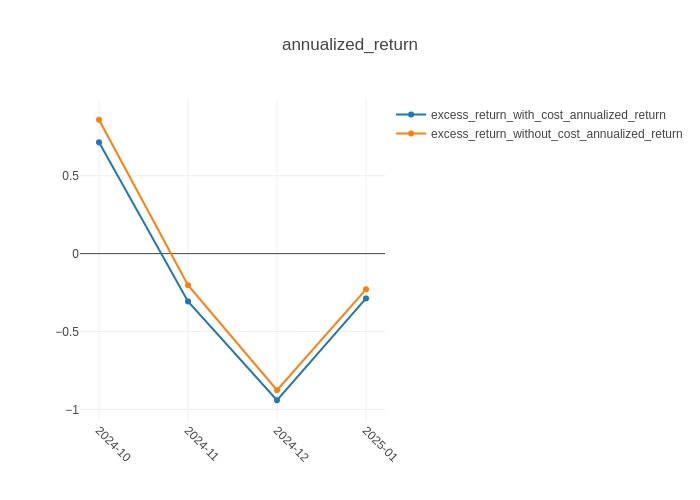 annualized_return
excess_return_with_cost_annualized_return
excess_return_without_cost_annualized_return
0.5
0
−0.5
−1
2024-10
2024-11
2024-12
2025-01